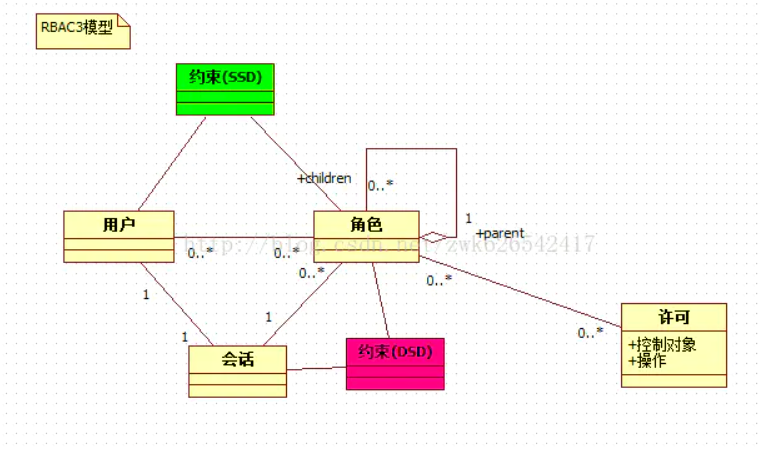 RBAC3模型
约束(SSD)
+children
0..*
1
+parent
用户
角色
http://blog.csdn.net/zwk626542417
0..*
0..*
0..*
0..*
1
1
1
0..*
许可
+控制对象
+操作
会话
约束(DSD)